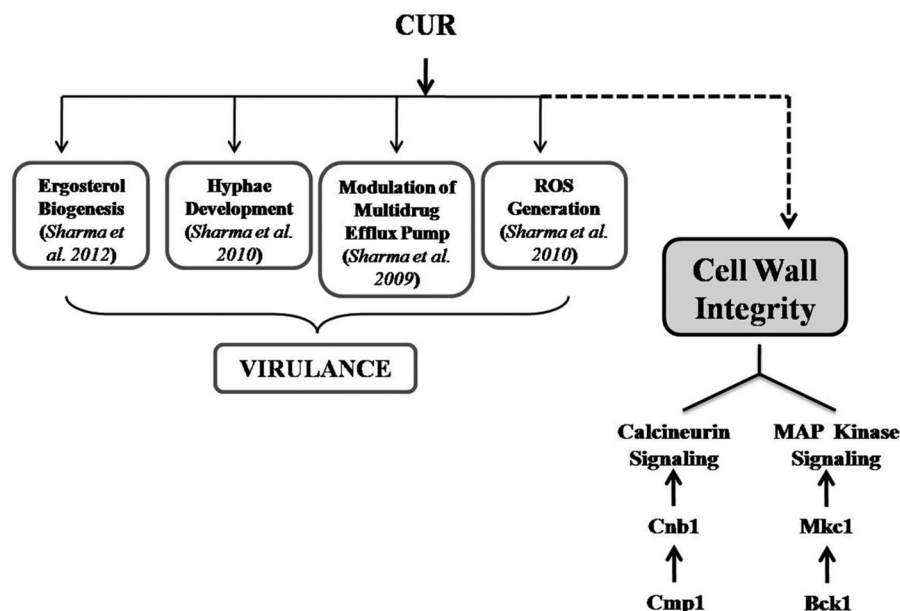 CUR
Ergosterol
Biogenesis
(Sharma et
al. 2012)
Hyphae
Development
(Sharma et al.
2010)
Modulation of
Multidrug
Efflux Pump
(Sharma et al.
2009)
ROS
Generation
(Sharma et al.
2010)
VIRULANCE
Cell Wall
Integrity
Calcineurin
Signaling
Cnb1
Cmp1
MAP Kinase
Signaling
Mkc1
Bck1